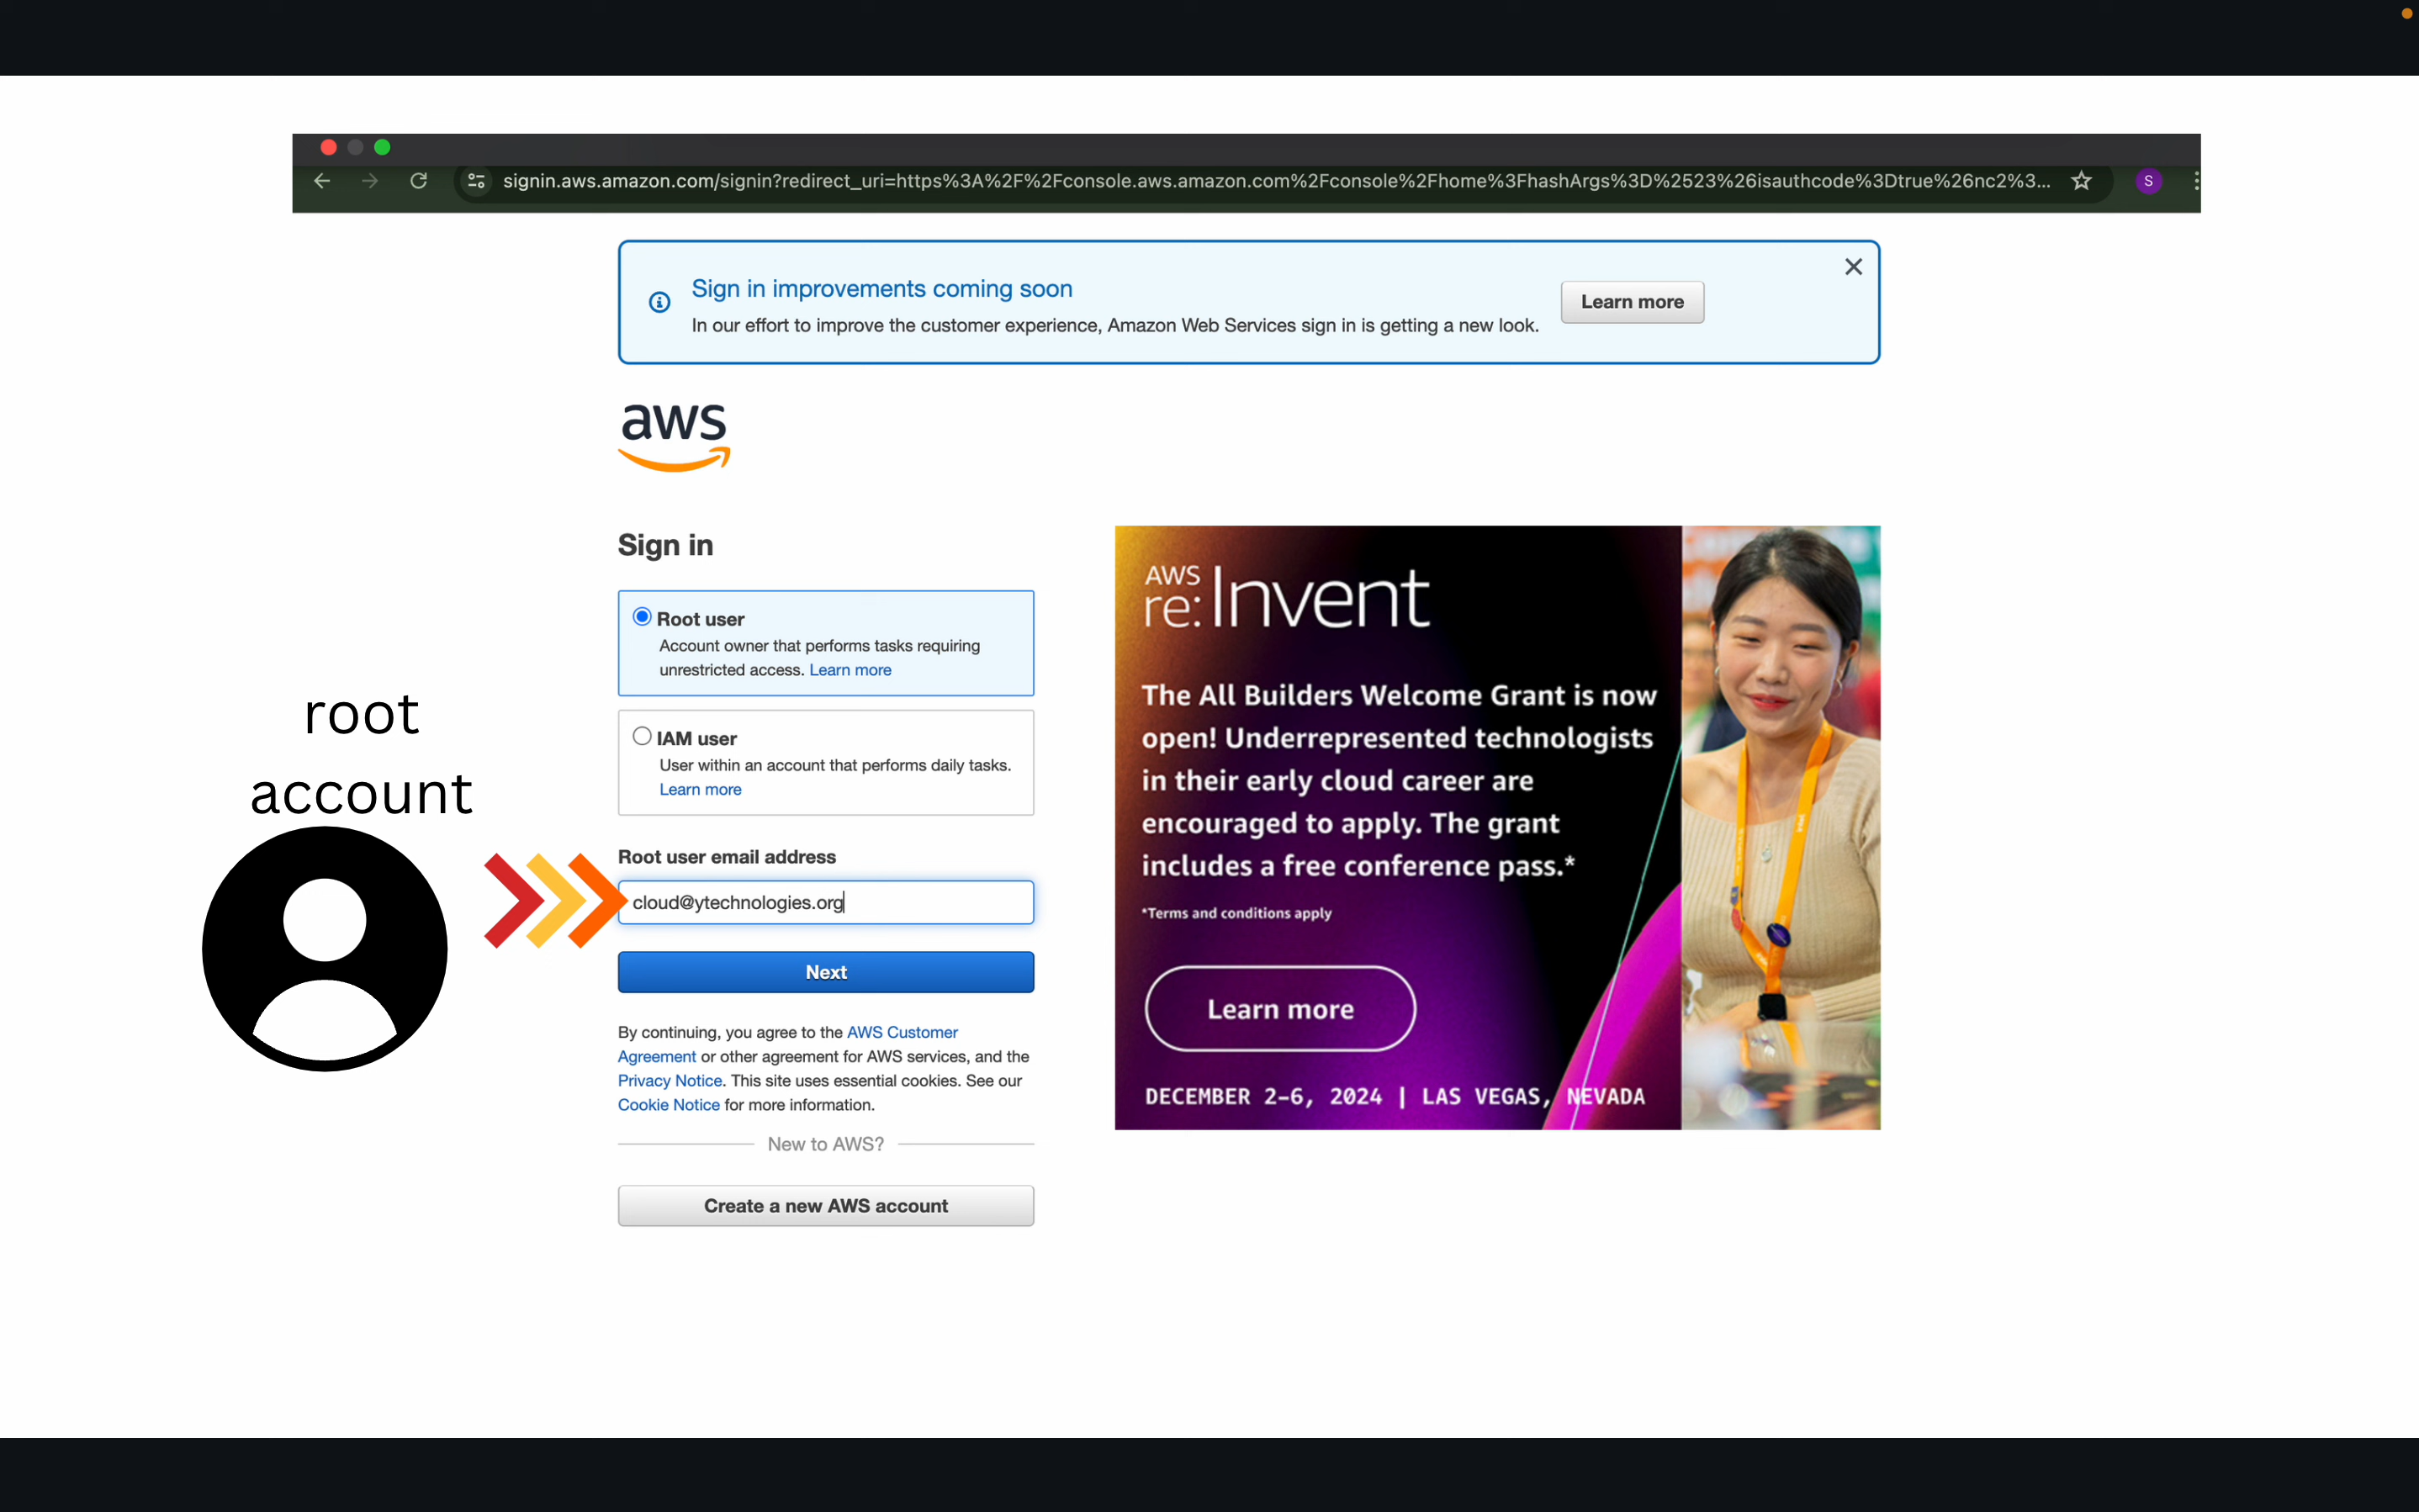 signin.aws.amazon.com/signin?redirect_uri=https%3A%2F%2Fconsole.aws.amazon.com%2Fconsole%2Fhome%3FhashArgs%3D%2523%26isauthcode%3Dtrue%26nc2%3...
S
Sign in improvements coming soon
In our effort to improve the customer experience, Amazon Web Services sign in is getting a new look.
Learn more
aws
Sign in
Root user
Account owner that performs tasks requiring
unrestricted access. Learn more
IAM user
User within an account that performs daily tasks.
Learn more
root
account
Root user email address
cloud@ytechnologies.org
Next
By continuing, you agree to the AWS Customer
Agreement or other agreement for AWS services, and the
Privacy Notice. This site uses essential cookies. See our
Cookie Notice for more information.
New to AWS?
Create a new AWS account
AWS
re:Invent
The All Builders Welcome Grant is now
open! Underrepresented technologists
in their early cloud career are
encouraged to apply. The grant
includes a free conference pass.*
*Terms and conditions apply
Learn more
DECEMBER 2–6, 2024 | LAS VEGAS, NEVADA